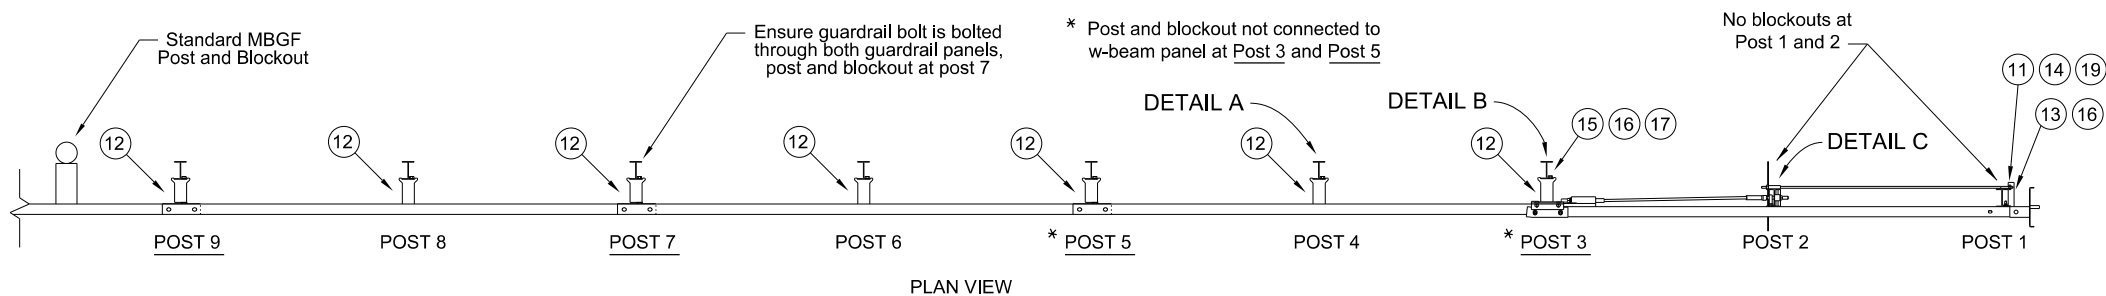 Standard MBGF
Post and Blockout
Ensure guardrail bolt is bolted
through both guardrail panels,
post and blockout at post 7
* Post and blockout not connected to
w-beam panel at Post 3 and Post 5
No blockouts at
Post 1 and 2
11 14 19
DETAIL A
DETAIL B
13 16
12
12
12
12
12
12
12
15 16 17
DETAIL C
POST 9
POST 8
POST 7
POST 6
* POST 5
POST 4
* POST 3
POST 2
POST 1
PLAN VIEW